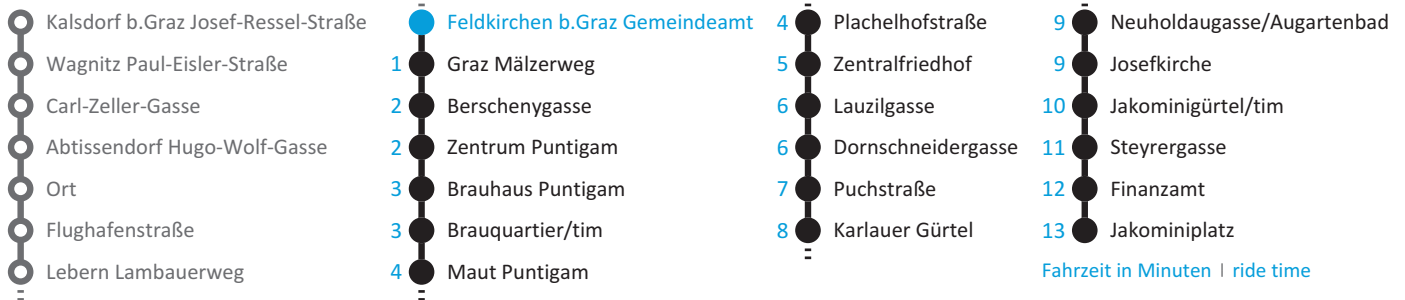 Kalsdorf b.Graz Josef-Ressel-Straße
Wagnitz Paul-Eisler-Straße
Carl-Zeller-Gasse
Abtissendorf Hugo-Wolf-Gasse
Ort
Flughafenstraße
Lebern Lambauerweg
Feldkirchen b.Graz Gemeindeamt
1 Graz Mälzerweg
2 Berschenygasse
2 Zentrum Puntigam
3 Brauhaus Puntigam
3 Brauquartier/tim
4 Maut Puntigam
4 Plachelhofstraße
5 Zentralfriedhof
6 Lauzilgasse
6 Dornschneidergasse
7 Puchstraße
8 Karlauer Gürtel
9 Neuholdaugasse/Augartenbad
9 Josefkirche
10 Jakominigürtel/tim
11 Steyrergasse
12 Finanzamt
13 Jakominiplatz
Fahrzeit in Minuten | ride time